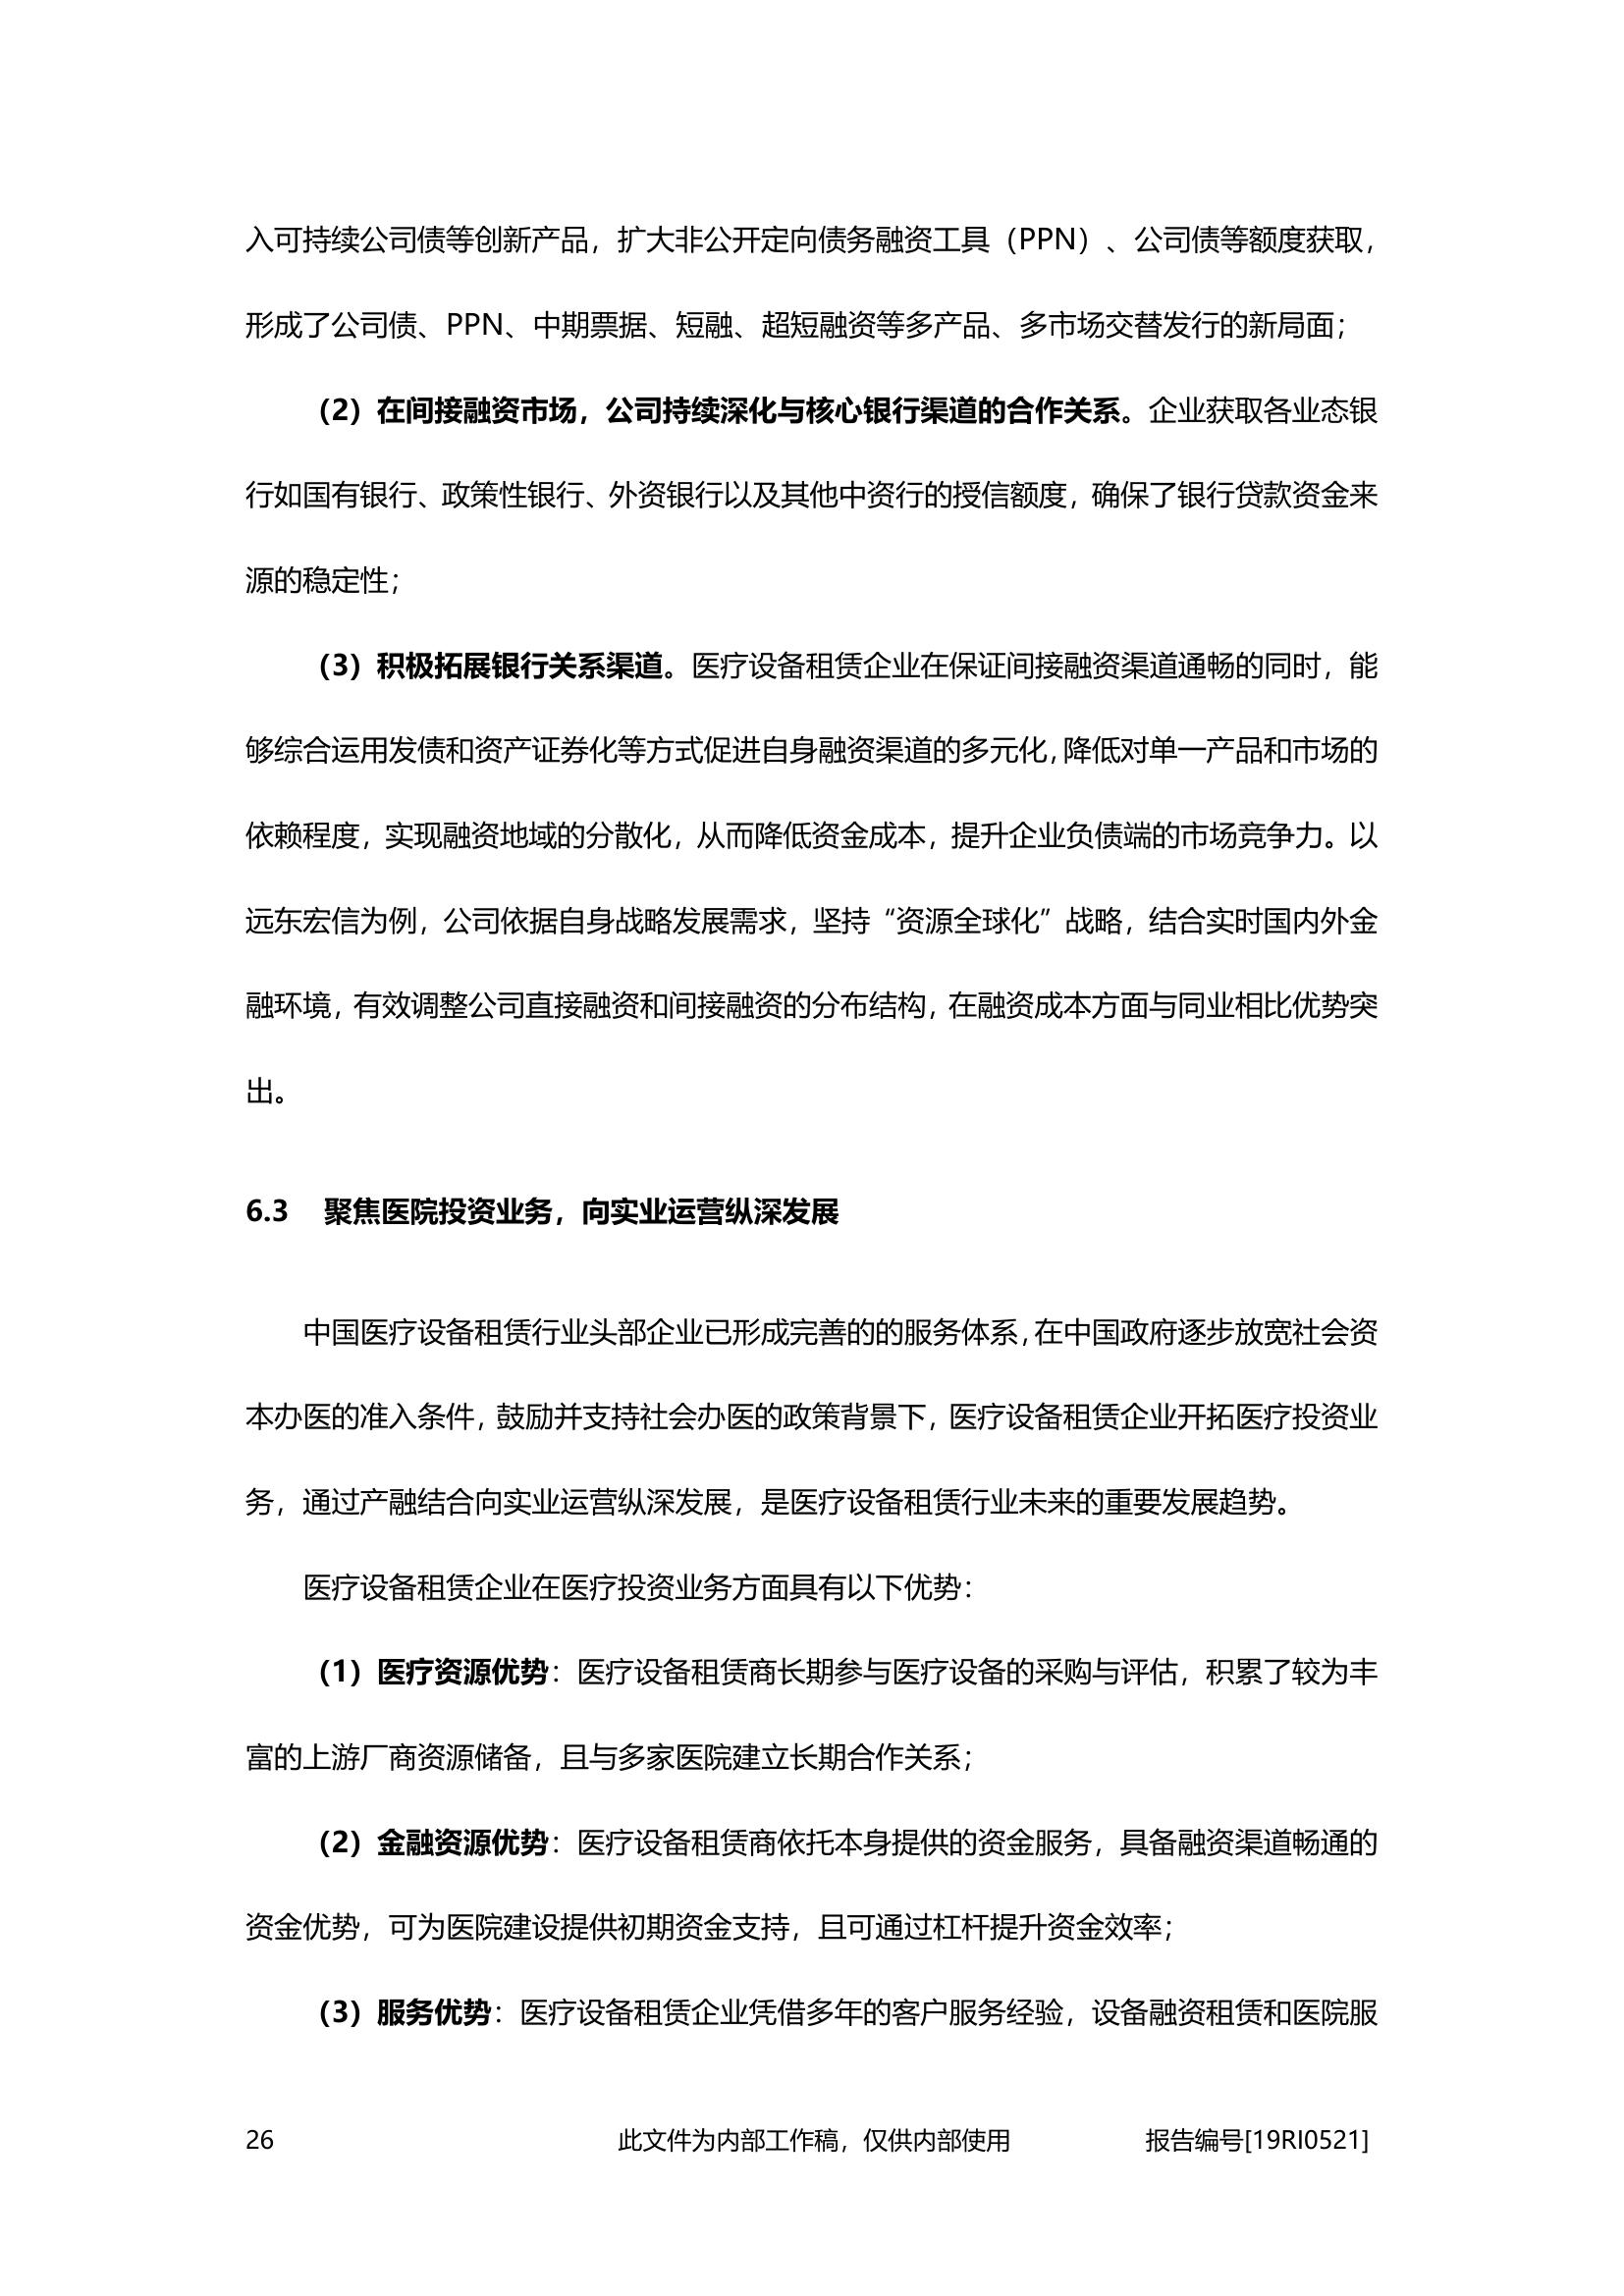 入可持续公司债等创新产品，扩大非公开定向债务融资工具（PPN）、公司债等额度获取，
形成了公司债、PPN、中期票据、短融、超短融资等多产品、多市场交替发行的新局面；
（2）在间接融资市场，公司持续深化与核心银行渠道的合作关系。企业获取各业态银
行如国有银行、政策性银行、外资银行以及其他中资行的授信额度，确保了银行贷款资金来
源的稳定性；
（3）积极拓展银行关系渠道。医疗设备租赁企业在保证间接融资渠道通畅的同时，能
够综合运用发债和资产证券化等方式促进自身融资渠道的多元化，降低对单一产品和市场的
依赖程度，实现融资地域的分散化，从而降低资金成本，提升企业负债端的市场竞争力。以
远东宏信为例，公司依据自身战略发展需求，坚持“资源全球化”战略，结合实时国内外金
融环境，有效调整公司直接融资和间接融资的分布结构，在融资成本方面与同业相比优势突
出。
6.3 聚焦医院投资业务，向实业运营纵深发展
中国医疗设备租赁行业头部企业已形成完善的的服务体系，在中国政府逐步放宽社会资
本办医的准入条件，鼓励并支持社会办医的政策背景下，医疗设备租赁企业开拓医疗投资业
务，通过产融结合向实业运营纵深发展，是医疗设备租赁行业未来的重要发展趋势。
医疗设备租赁企业在医疗投资业务方面具有以下优势：
（1）医疗资源优势：医疗设备租赁商长期参与医疗设备的采购与评估，积累了较为丰
富的上游厂商资源储备，且与多家医院建立长期合作关系；
（2）金融资源优势：医疗设备租赁商依托本身提供的资金服务，具备融资渠道畅通的
资金优势，可为医院建设提供初期资金支持，且可通过杠杆提升资金效率；
（3）服务优势：医疗设备租赁企业凭借多年的客户服务经验，设备融资租赁和医院服
26 此文件为内部工作稿，仅供内部使用 报告编号[19RI0521]